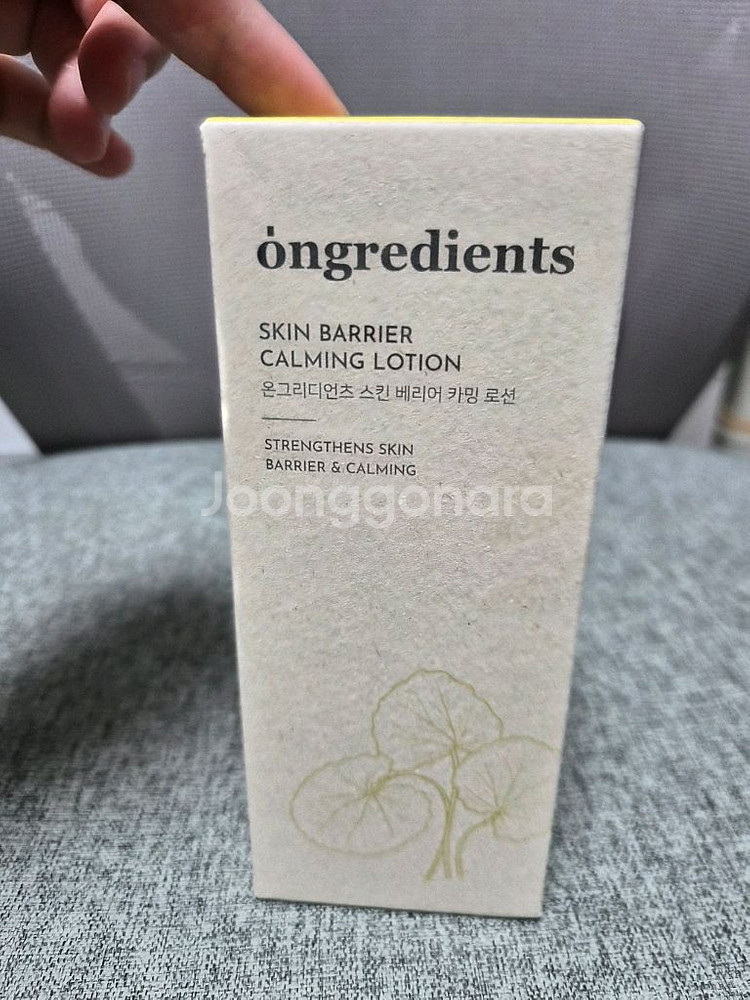 ongredients
SKIN BARRIER
CALMING LOTION
온그리디언츠 스킨 베리어 카밍 로션
STRENGTHENS SKIN
BARRIER & CALMING
Joonggonara